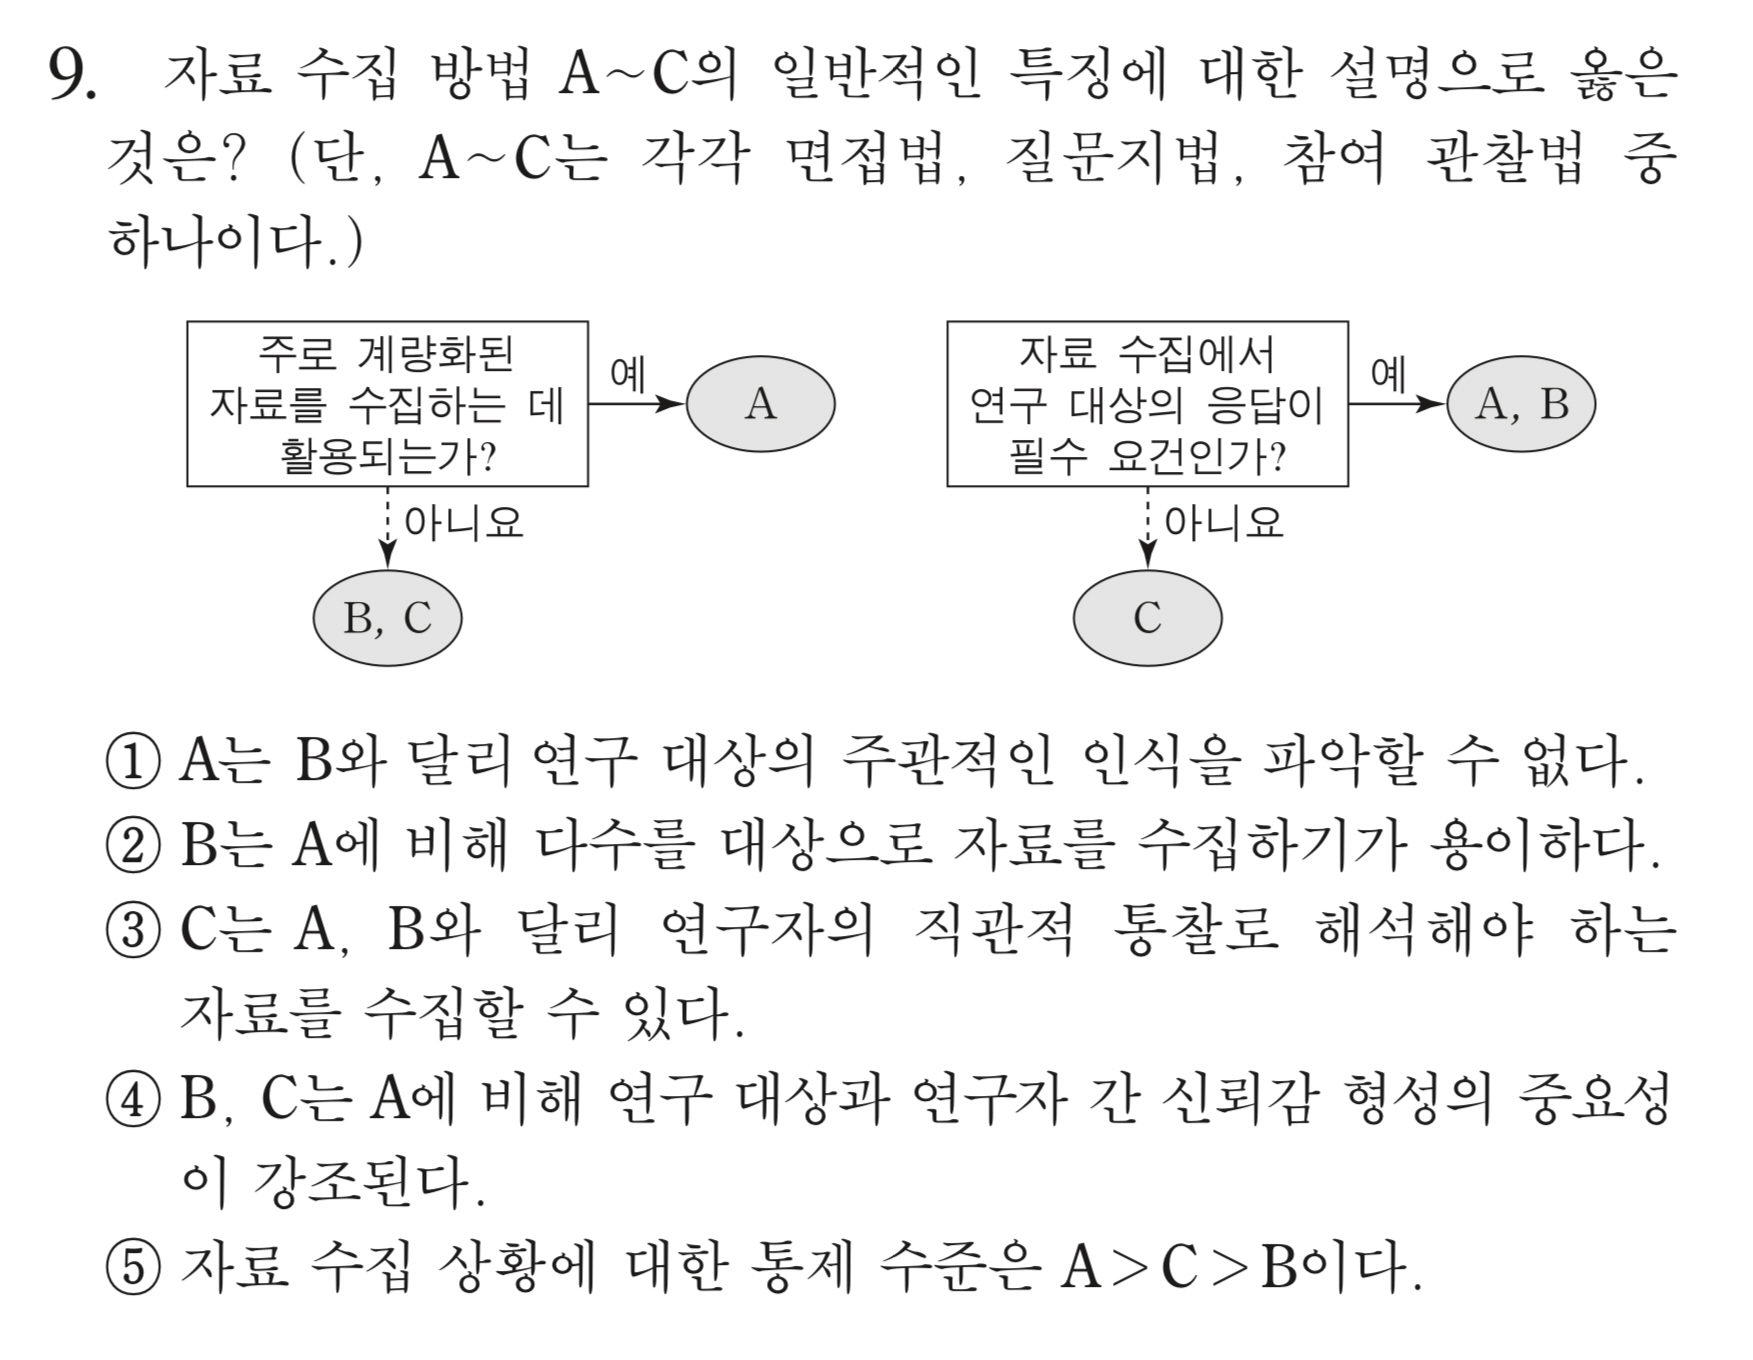 9. 자료 수집 방법 A~C의 일반적인 특징에 대한 설명으로 옳은
것은? (단, A~C는 각각 면접법, 질문지법, 참여 관찰법 중
하나이다.)
주로 계량화된
자료를 수집하는 데
활용되는가?
예
A
아니요
B, C
자료 수집에서
연구 대상의 응답이
필수 요건인가?
예
A, B
아니요
C
① A는 B와 달리 연구 대상의 주관적인 인식을 파악할 수 없다.
② B는 A에 비해 다수를 대상으로 자료를 수집하기가 용이하다.
③ C는 A, B와 달리 연구자의 직관적 통찰로 해석해야 하는
자료를 수집할 수 있다.
④ B, C는 A에 비해 연구 대상과 연구자 간 신뢰감 형성의 중요성
이 강조된다.
⑤ 자료 수집 상황에 대한 통제 수준은 A>C>B이다.